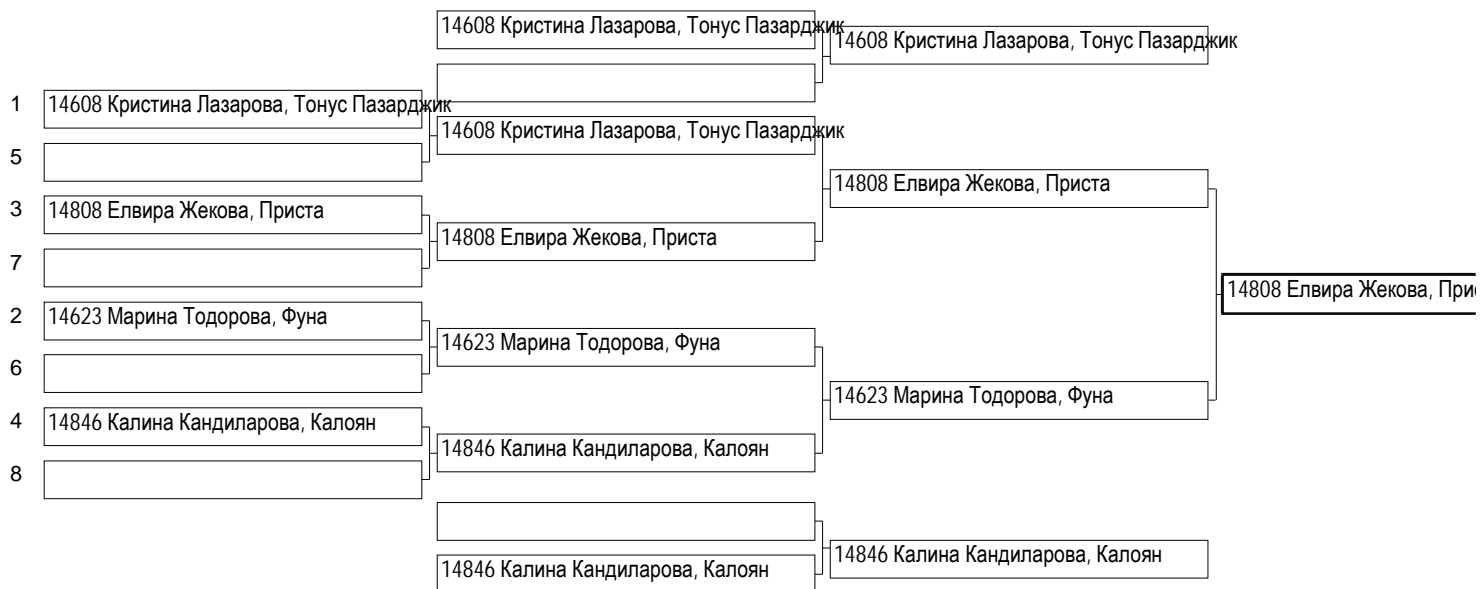 14608 Кристина Лазарова, Тонус Пазарджик
14608 Кристина Лазарова, Тонус Пазарджик
1 14608 Кристина Лазарова, Тонус Пазарджик
14608 Кристина Лазарова, Тонус Пазарджик
5
14808 Елвира Жекова, Приста
3 14808 Елвира Жекова, Приста
14808 Елвира Жекова, Приста
7
14808 Елвира Жекова, При
2 14623 Марина Тодорова, Фуна
14623 Марина Тодорова, Фуна
6
14623 Марина Тодорова, Фуна
4 14846 Калина Кандиларова, Калоян
14846 Калина Кандиларова, Калоян
8
14846 Калина Кандиларова, Калоян
14846 Калина Кандиларова, Калоян